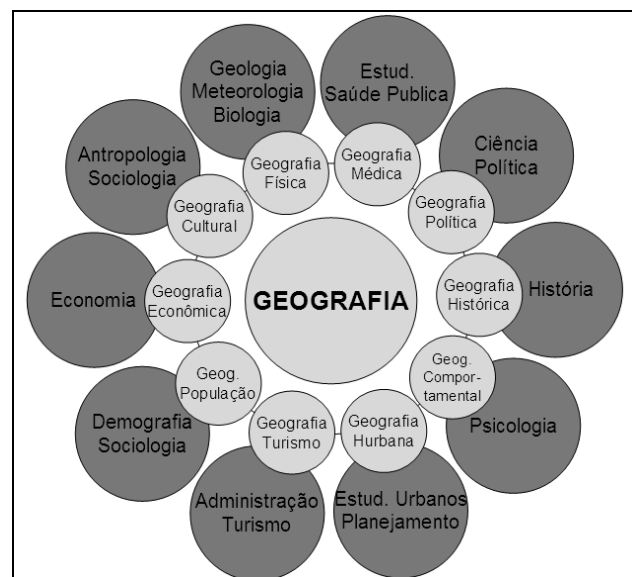 Geologia
Meteorologia
Biologia
Estud.
Saúde Publica
Antropologia
Sociologia
Ciência
Política
Geografia
Física
Geografia
Médica
Geografia
Cultural
Geografia
Política
Economia
Geografia
Econômica
GEOGRAFIA
Geografia
Histórica
História
Geog.
População
Geog.
Compor-
tamental
Demografia
Sociologia
Geografia
Turismo
Geografia
Hurbana
Psicologia
Administração
Turismo
Estud. Urbanos
Planejamento